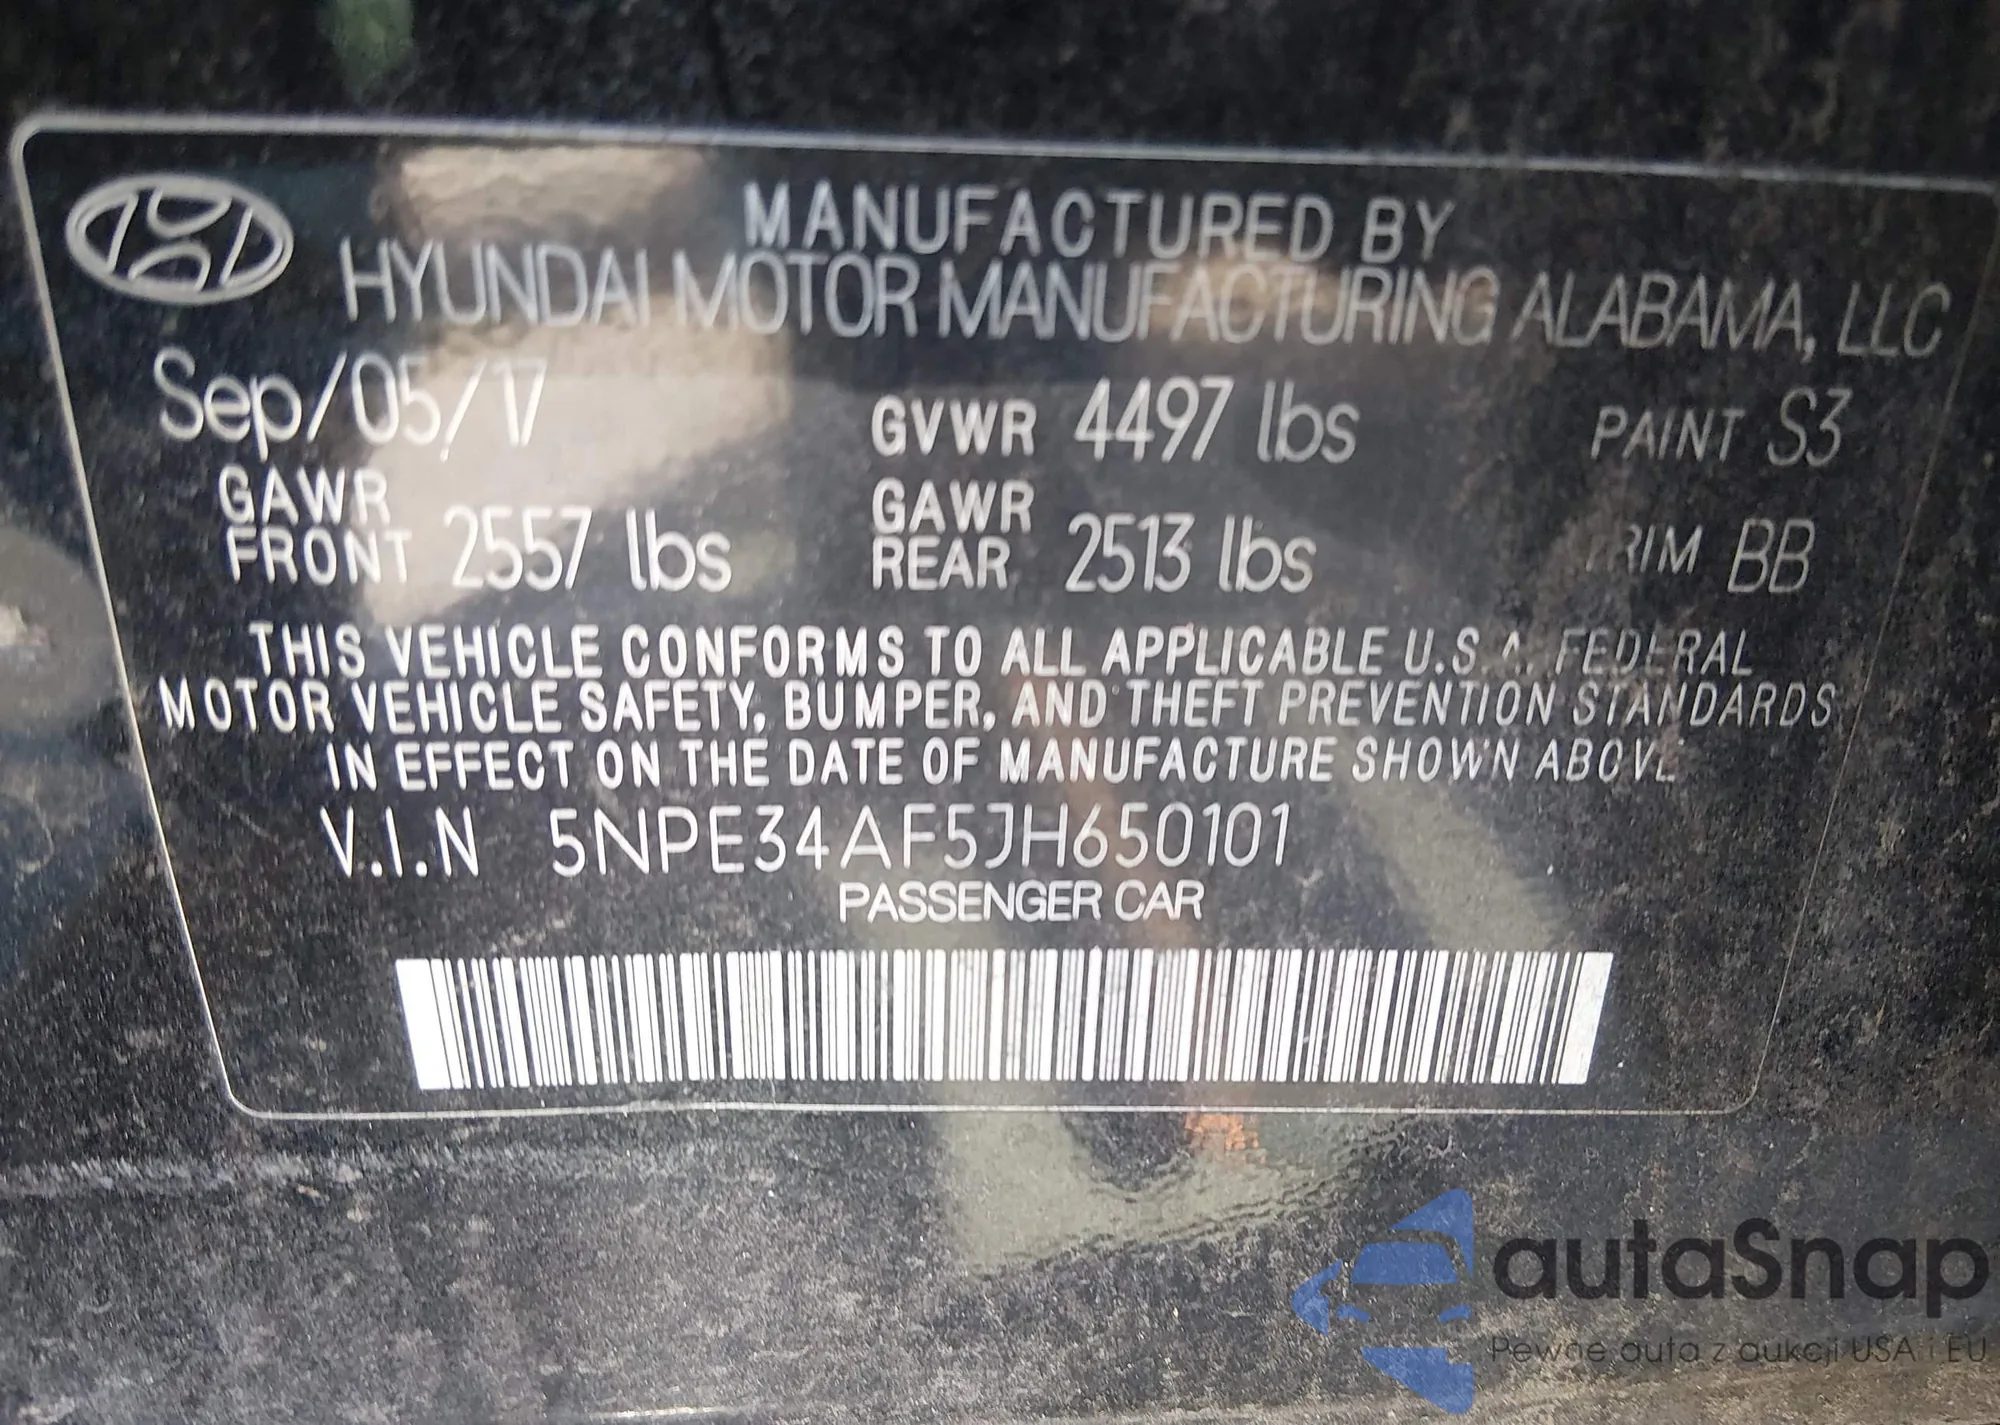 MANUFACTURED BY
HYUNDAI MOTOR MANUFACTURING ALABAMA, LLC
Sep/05/17 GVWR 4497 lbs PAINT S3
GAWR FRONT 2557 lbs GAWR REAR 2513 lbs TRIM BB
THIS VEHICLE CONFORMS TO ALL APPLICABLE U.S.A. FEDERAL
MOTOR VEHICLE SAFETY, BUMPER, AND THEFT PREVENTION STANDARDS
IN EFFECT ON THE DATE OF MANUFACTURE SHOWN ABOVE
V.I.N 5NPE34AF5JH650101
PASSENGER CAR
autaSnap
Pewne auta z aukcji USA i EU